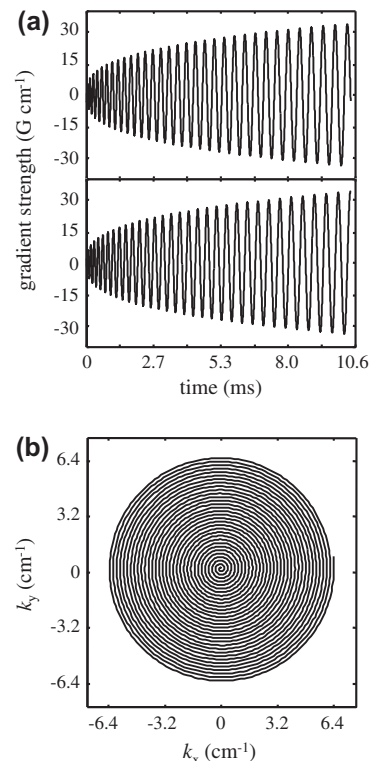 (a)
30
15
0
-15
-30
30
15
0
-15
-30
gradient strength (G cm⁻¹)
0 2.7 5.3 8.0 10.6
time (ms)
(b)
6.4
3.2
0
-3.2
-6.4
k_y (cm⁻¹)
-6.4 -3.2 0 3.2 6.4
k_x (cm⁻¹)